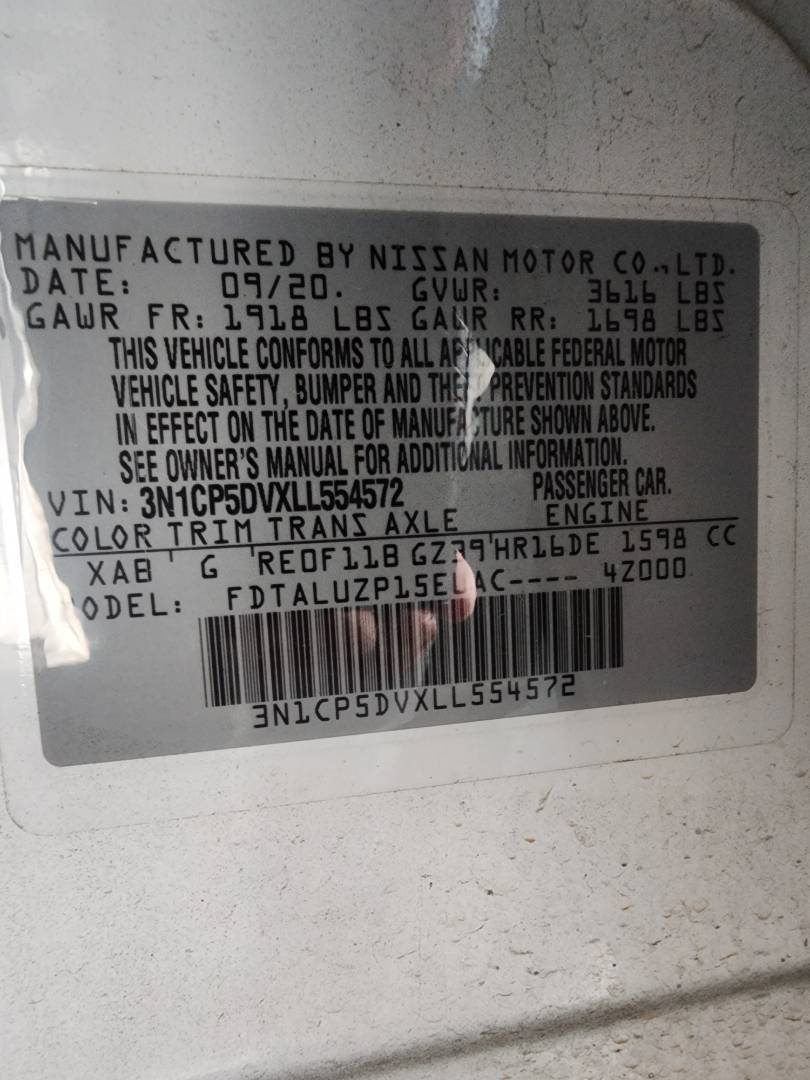 MANUFACTURED BY NISSAN MOTOR CO.,LTD.
DATE: 09/20. GVWR: 3616 LBS
GAWR FR: 1918 LBS GAWR RR: 1698 LBS
THIS VEHICLE CONFORMS TO ALL APPLICABLE FEDERAL MOTOR
VEHICLE SAFETY, BUMPER AND THEFT PREVENTION STANDARDS
IN EFFECT ON THE DATE OF MANUFACTURE SHOWN ABOVE.
SEE OWNER'S MANUAL FOR ADDITIONAL INFORMATION.
VIN: 3N1CP5DVXLL554572 PASSENGER CAR.
COLOR TRIM TRANS AXLE ENGINE
XAB G RE0F11B HR16DE 1598 CC
MODEL: 42000
3N1CP5DVXLL554572